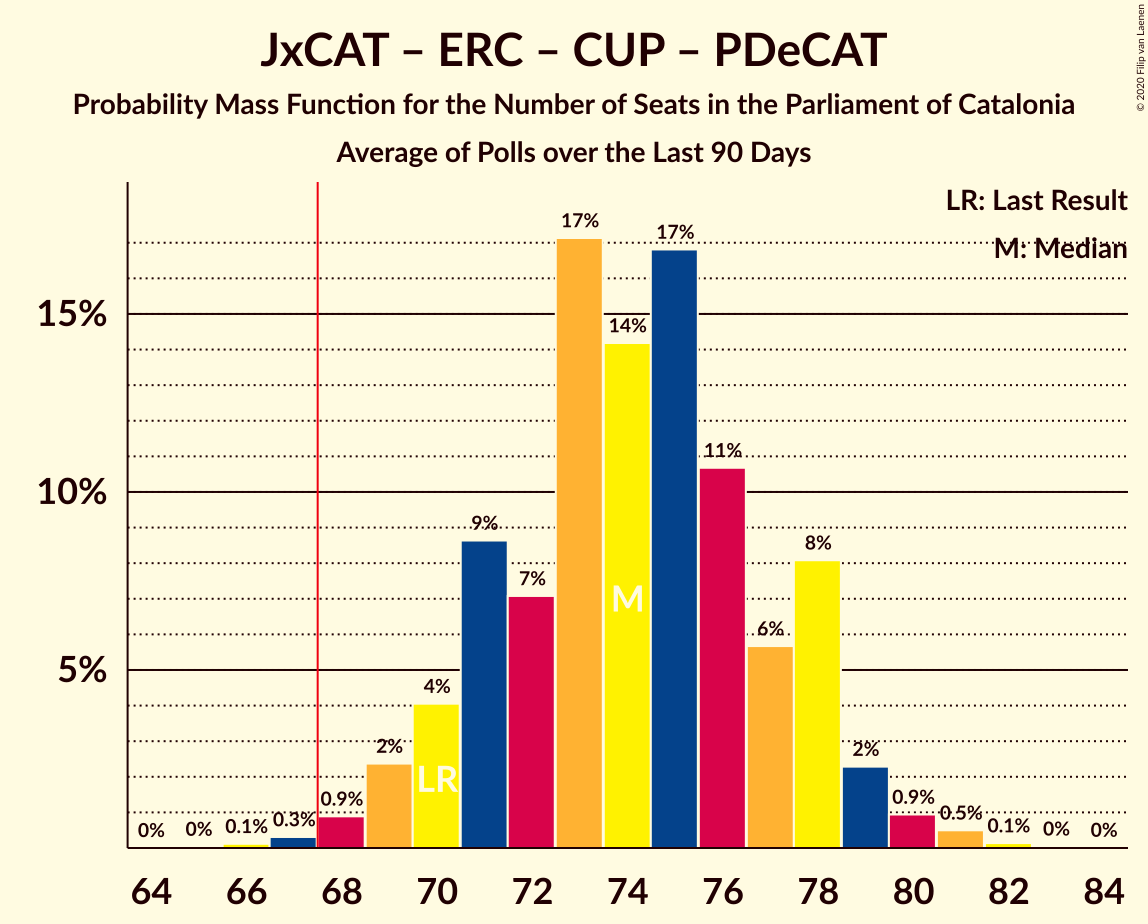 JxCAT – ERC – CUP – PDeCAT
Probability Mass Function for the Number of Seats in the Parliament of Catalonia
Average of Polls over the Last 90 Days
© 2020 Filip van Laenen
LR: Last Result
M: Median
15%
10%
5%
0%
0%
0.1%
0.3%
0.9%
2%
4%
9%
7%
17%
14%
17%
11%
6%
8%
2%
0.9%
0.5%
0.1%
0%
0%
LR
M
64 66 68 70 72 74 76 78 80 82 84